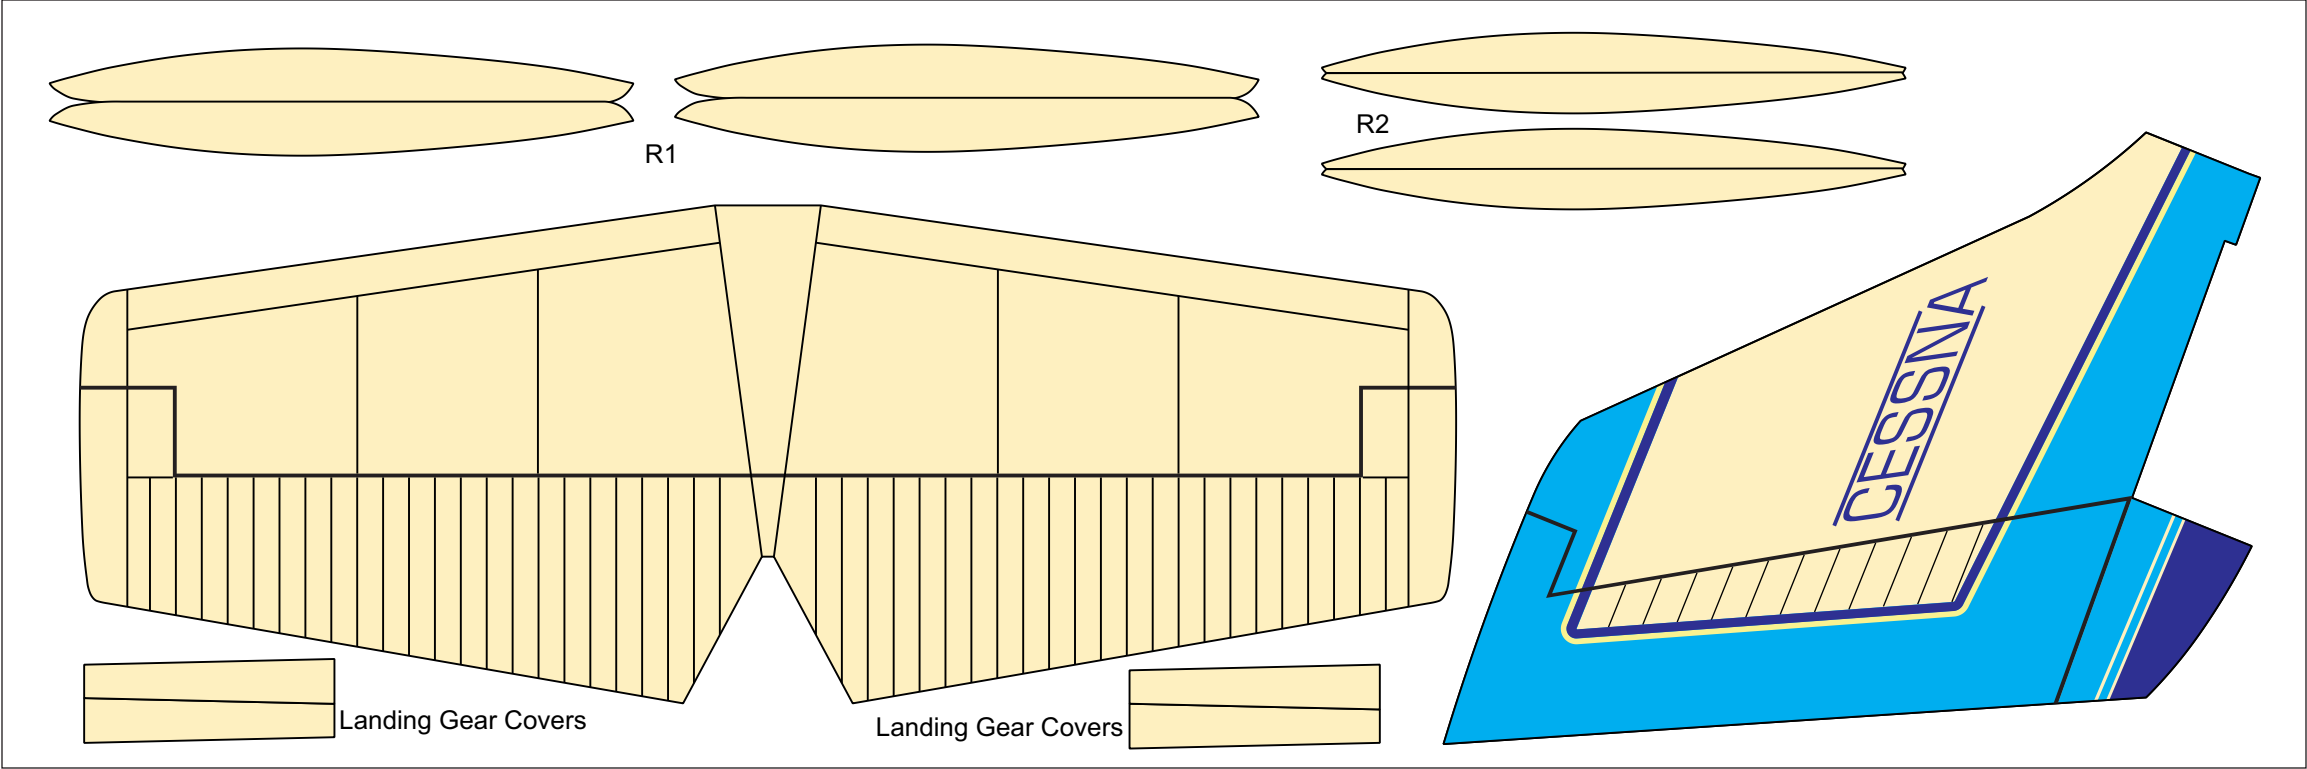 R1
R2
CESSNA
Landing Gear Covers
Landing Gear Covers